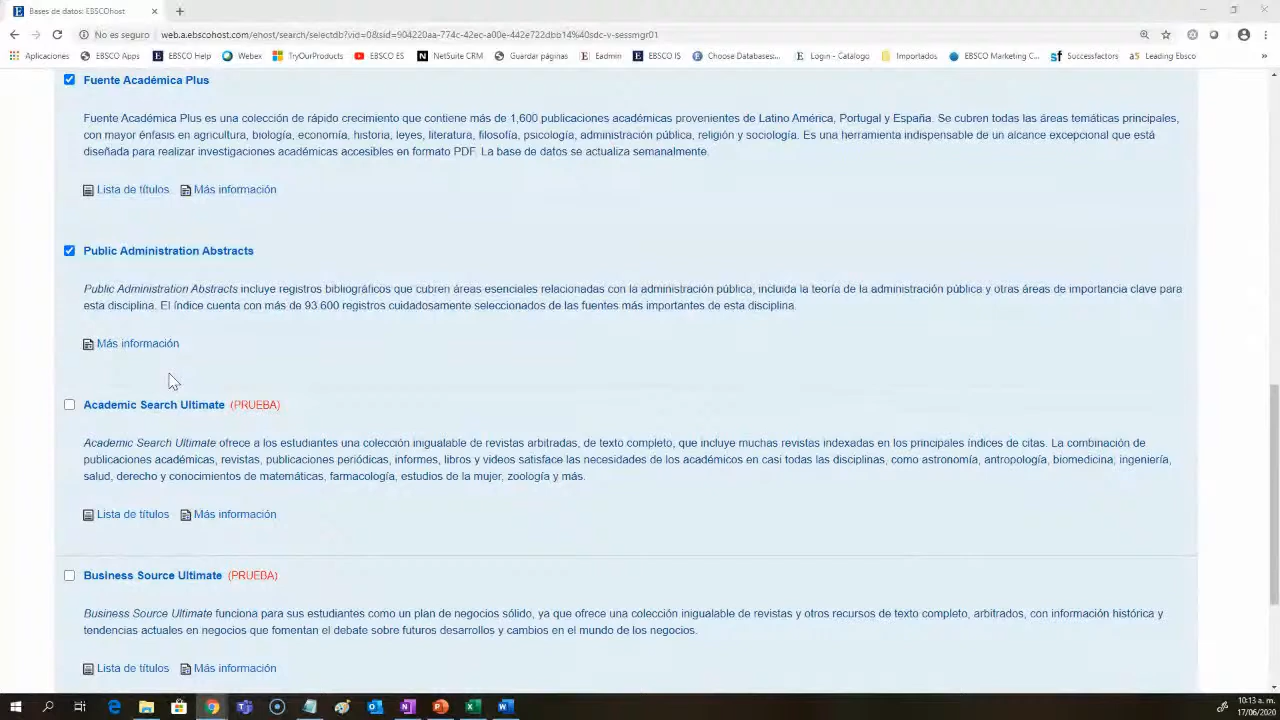 Bases de datos: EBSCOhost
No es seguro
web.a.ebscohost.com/ehost/search/selectdb?vid=0&sid=904220aa-774c-42ec-a00e-442e722dbb14%40sdc-v-sessmgr01
Aplicaciones EBSCO Apps EBSCO Help Webex TryOurProducts EBSCO ES NetSuite CRM Guardar páginas Eadmin EBSCO IS Choose Databases:... Login - Catalogo Importados EBSCO Marketing C... Successfactors Leading Ebsco
Fuente Académica Plus
Fuente Académica Plus es una colección de rápido crecimiento que contiene más de 1,600 publicaciones académicas provenientes de Latino América, Portugal y España. Se cubren todas las áreas temáticas principales,
con mayor énfasis en agricultura, biología, economía, historia, leyes, literatura, filosofía, psicología, administración pública, religión y sociología. Es una herramienta indispensable de un alcance excepcional que está
diseñada para realizar investigaciones académicas accesibles en formato PDF. La base de datos se actualiza semanalmente.
Lista de títulos Más información
Public Administration Abstracts
Public Administration Abstracts incluye registros bibliográficos que cubren áreas esenciales relacionadas con la administración pública, incluida la teoría de la administración pública y otras áreas de importancia clave para
esta disciplina. El índice cuenta con más de 93 600 registros cuidadosamente seleccionados de las fuentes más importantes de esta disciplina.
Más información
Academic Search Ultimate (PRUEBA)
Academic Search Ultimate ofrece a los estudiantes una colección inigualable de revistas arbitradas, de texto completo, que incluye muchas revistas indexadas en los principales índices de citas. La combinación de
publicaciones académicas, revistas, publicaciones periódicas, informes, libros y videos satisface las necesidades de los académicos en casi todas las disciplinas, como astronomía, antropología, biomedicina, ingeniería,
salud, derecho y conocimientos de matemáticas, farmacología, estudios de la mujer, zoología y más.
Lista de títulos Más información
Business Source Ultimate (PRUEBA)
Business Source Ultimate funciona para sus estudiantes como un plan de negocios sólido, ya que ofrece una colección inigualable de revistas y otros recursos de texto completo, arbitrados, con información histórica y
tendencias actuales en negocios que fomentan el debate sobre futuros desarrollos y cambios en el mundo de los negocios.
Lista de títulos Más información
10:13 a. m.
17/06/2020